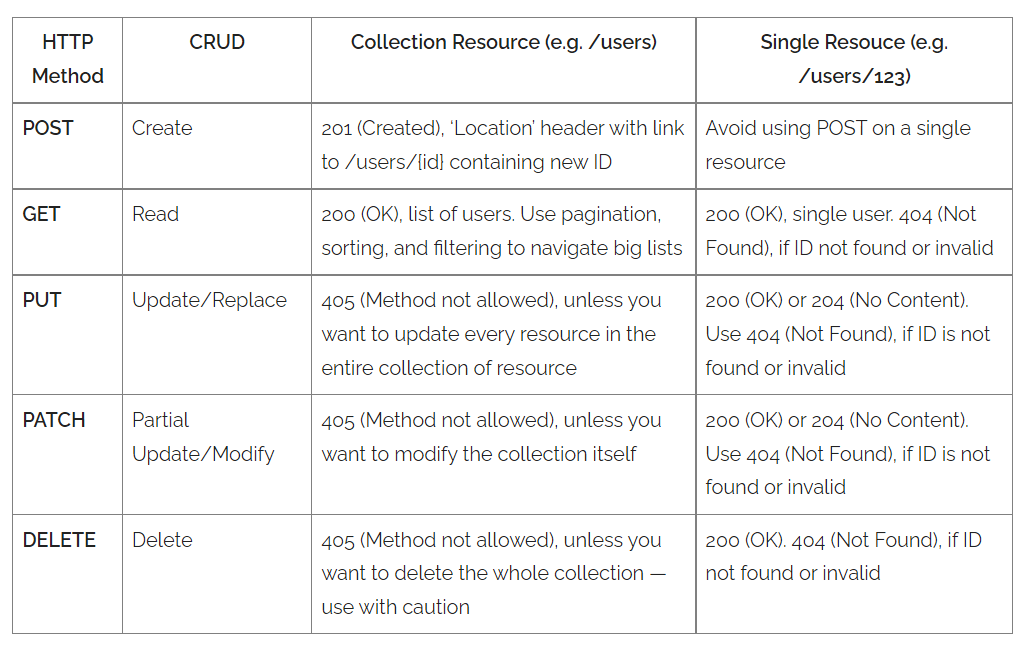 HTTP Method
CRUD
Collection Resource (e.g. /users)
Single Resouce (e.g. /users/123)
POST
Create
201 (Created), ‘Location’ header with link
to /users/{id} containing new ID
Avoid using POST on a single
resource
GET
Read
200 (OK), list of users. Use pagination,
sorting, and filtering to navigate big lists
200 (OK), single user. 404 (Not
Found), if ID not found or invalid
PUT
Update/Replace
405 (Method not allowed), unless you
want to update every resource in the
entire collection of resource
200 (OK) or 204 (No Content).
Use 404 (Not Found), if ID is not
found or invalid
PATCH
Partial
Update/Modify
405 (Method not allowed), unless you
want to modify the collection itself
200 (OK) or 204 (No Content).
Use 404 (Not Found), if ID is not
found or invalid
DELETE
Delete
405 (Method not allowed), unless you
want to delete the whole collection —
use with caution
200 (OK). 404 (Not Found), if ID
not found or invalid